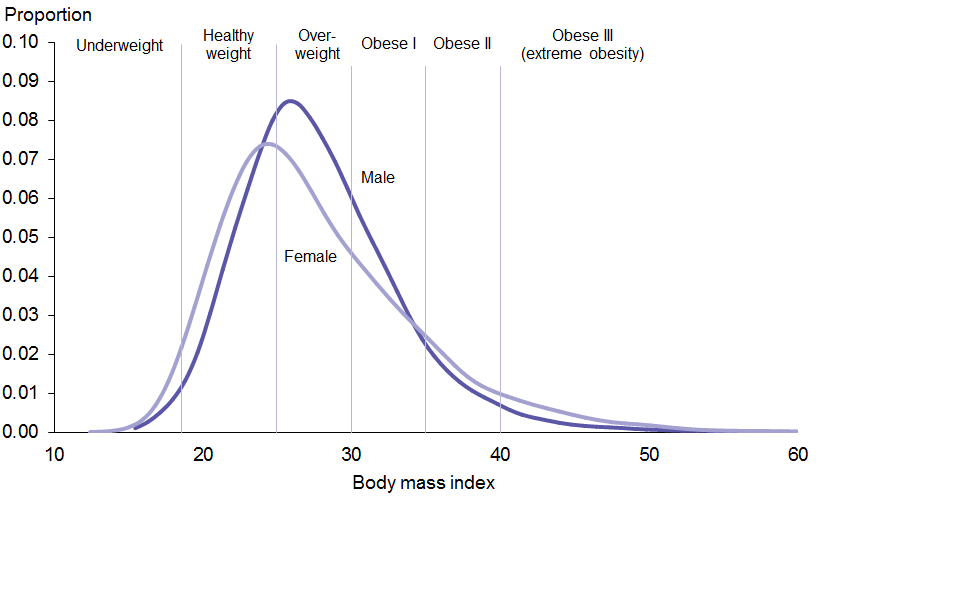 Proportion
0.10
0.09
0.08
0.07
0.06
0.05
0.04
0.03
0.02
0.01
0.00
Underweight
Healthy
weight
Over-
weight
Obese I
Obese II
Obese III
(extreme obesity)
Male
Female
10
20
30
40
50
60
Body mass index